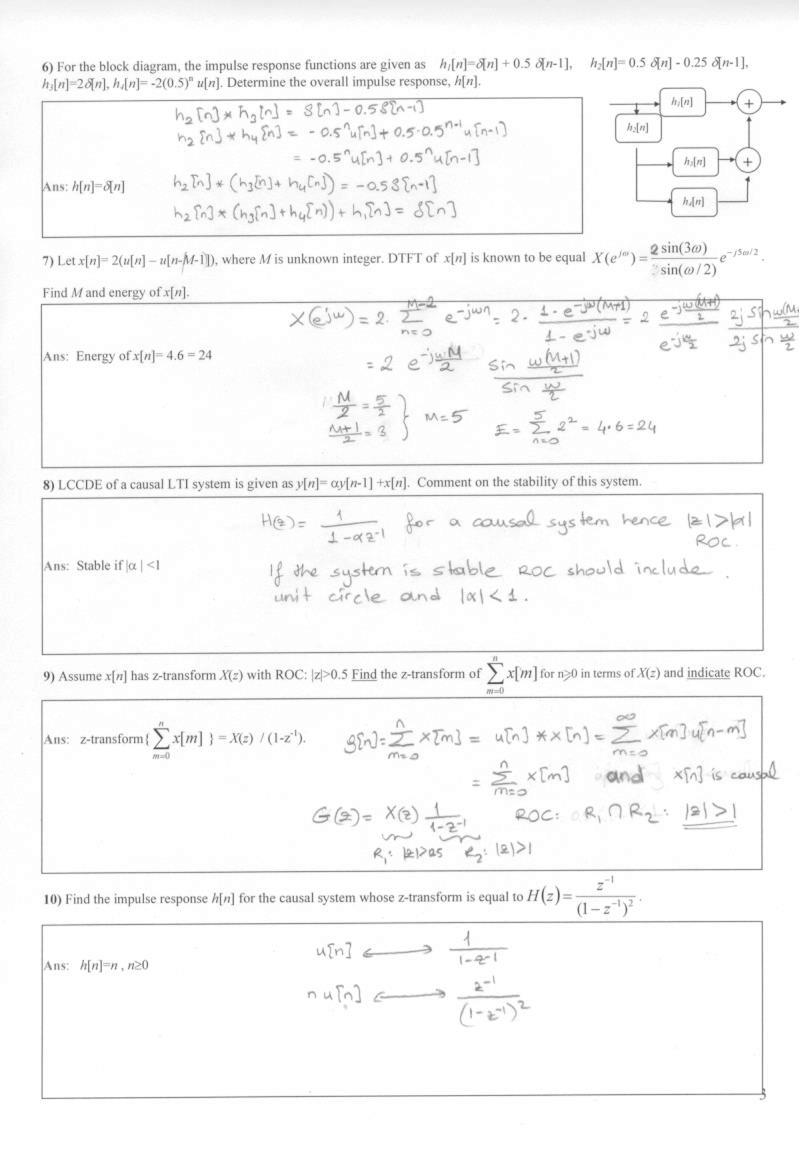 6) For the block diagram, the impulse response functions are given as h₁[n]=δ[n] + 0.5 δ[n-1], h₂[n]= 0.5 δ[n] - 0.25 δ[n-1],
h₃[n]=2δ[n], h₄[n]= -2(0.5)ⁿ u[n]. Determine the overall impulse response, h[n].
h₂[n] * h₃[n] = δ[n] - 0.5δ[n-1]
h₂[n] * h₄[n] = - 0.5ⁿu[n] + 0.5·0.5ⁿ⁻¹u[n-1]
= -0.5ⁿu[n] + 0.5ⁿu[n-1]
Ans: h[n]=δ[n]
h₂[n] * (h₃[n] + h₄[n]) = -0.5δ[n-1]
h₂[n] * (h₃[n] + h₄[n]) + h₁[n] = δ[n]
h₁[n]
+
h₂[n]
h₃[n]
+
h₄[n]
7) Let x[n]= 2(u[n] – u[n-M-1]), where M is unknown integer. DTFT of x[n] is known to be equal X(e^{jω}) = 2 sin(3ω) / sin(ω/2) e^{-j5ω/2}.
Find M and energy of x[n].
X(e^{jω}) = 2. Σ_{n=0}^{M-2} e^{-jωn} = 2. (1-e^{-jω(M+1)}) / (1-e^{-jω}) = 2 e^{-jω(M+1)/2} / e^{-jω/2} 2j sin ω(M+ / 2j sin ω/2
Ans: Energy of x[n]= 4.6 = 24
= 2 e^{-jωM/2} sin ω(M+1)/2 / sin ω/2
M/2 = 5/2
(M+1)/2 = 3 } M=5
E = Σ_{n=0}^{5} 2² = 4·6 = 24
8) LCCDE of a causal LTI system is given as y[n]= αy[n-1] +x[n]. Comment on the stability of this system.
H(z) = 1 / (1-αz⁻¹) for a causal system hence |z|>|α|
ROC.
Ans: Stable if |α | <1
If the system is stable ROC should include
unit circle and |α|<1.
9) Assume x[n] has z-transform X(z) with ROC: |z|>0.5 Find the z-transform of Σ_{m=0}^{n} x[m] for n≥0 in terms of X(z) and indicate ROC.
Ans: z-transform{ Σ_{m=0}^{n} x[m] } = X(z) / (1-z⁻¹).
g[n] = Σ_{m=0}^{n} x[m] = u[n] * x[n] = Σ_{m=0}^{∞} x[m] u[n-m]
= Σ_{m=0}^{n} x[m] and x[n] is causal
G(z) = X(z) 1 / (1-z⁻¹) ROC: R₁ ∩ R₂ : |z|>1
R₁: |z|>0.5 R₂: |z|>1
10) Find the impulse response h[n] for the causal system whose z-transform is equal to H(z) = z⁻¹ / (1-z⁻¹)².
u[n] ⟷ 1 / (1-z⁻¹)
Ans: h[n]=n , n≥0
n u[n] ⟷ z⁻¹ / (1-z⁻¹)²
3